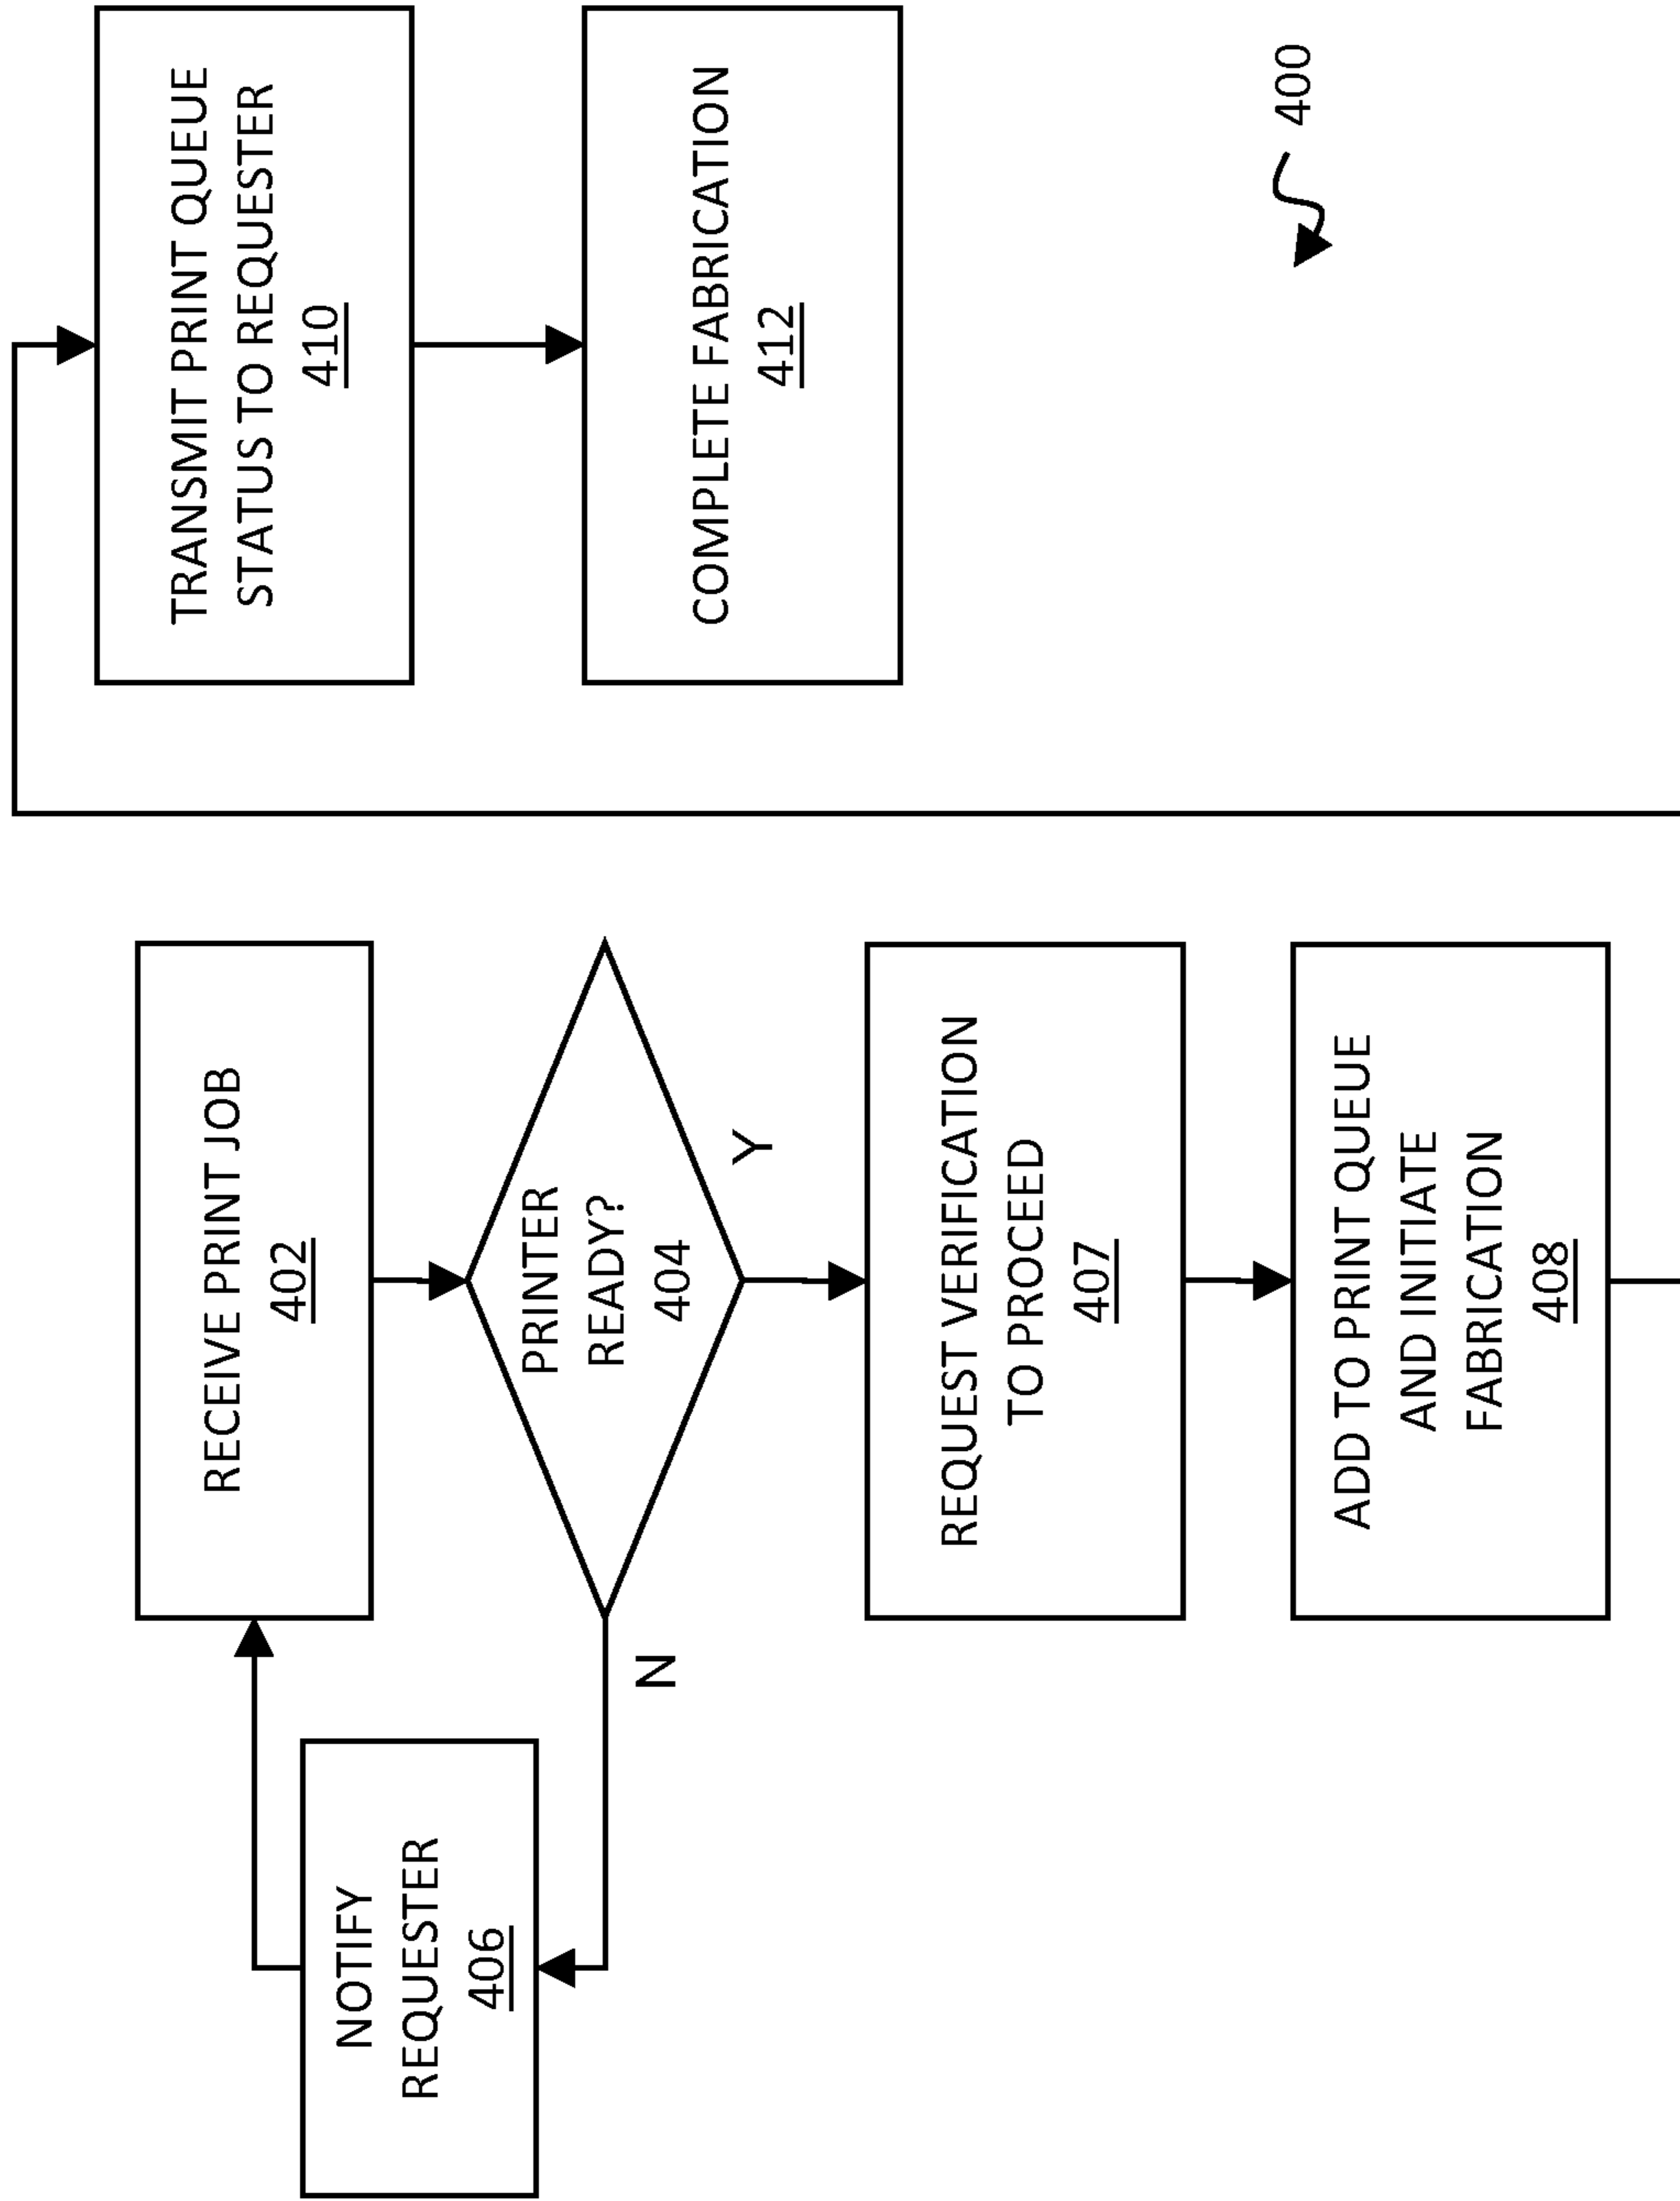 RECEIVE PRINT JOB
402
PRINTER
READY?
404
N
Y
NOTIFY
REQUESTER
406
REQUEST VERIFICATION
TO PROCEED
407
ADD TO PRINT QUEUE
AND INITIATE
FABRICATION
408
TRANSMIT PRINT QUEUE
STATUS TO REQUESTER
410
COMPLETE FABRICATION
412
400